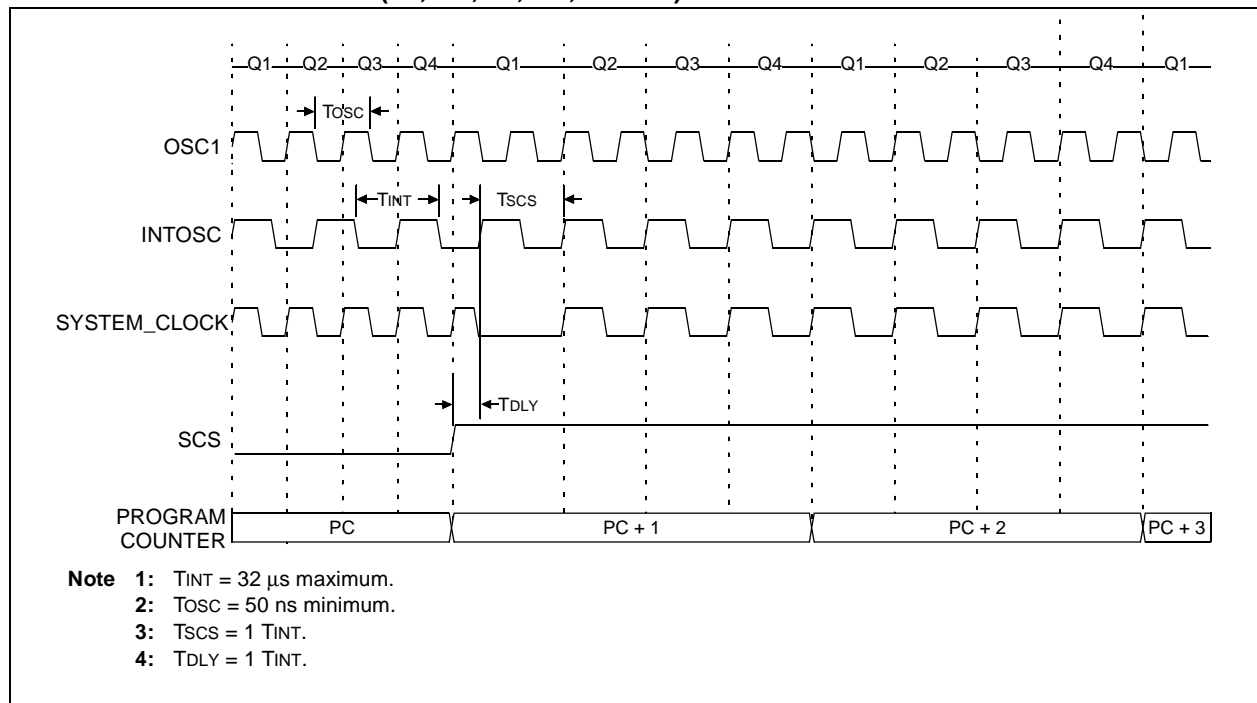 Q1 Q2 Q3 Q4 Q1 Q2 Q3 Q4 Q1 Q2 Q3 Q4 Q1
TOSC
OSC1
TINT TSCS
INTOSC
SYSTEM_CLOCK
TDLY
SCS
PROGRAM
COUNTER
PC PC + 1 PC + 2 PC + 3
Note 1: TINT = 32 μs maximum.
2: TOSC = 50 ns minimum.
3: TSCS = 1 TINT.
4: TDLY = 1 TINT.